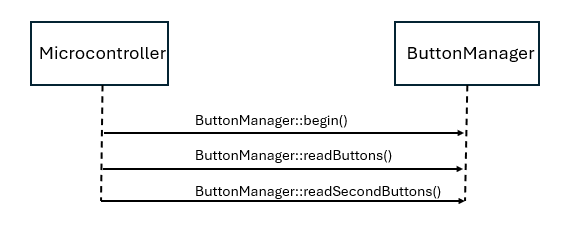 Microcontroller
ButtonManager
ButtonManager::begin()
ButtonManager::readButtons()
ButtonManager::readSecondButtons()